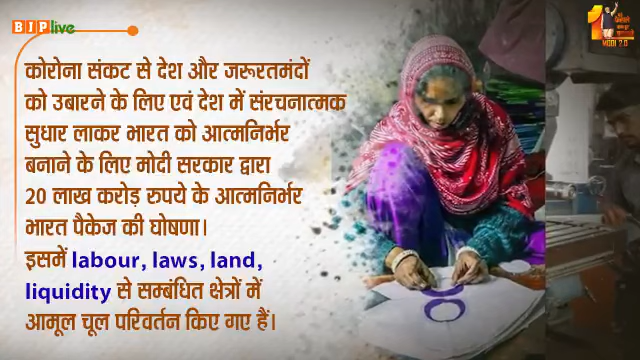 BJP live
MODI 2.0
कोरोना संकट से देश और जरूरतमंदों
को उबारने के लिए एवं देश में संरचनात्मक
सुधार लाकर भारत को आत्मनिर्भर
बनाने के लिए मोदी सरकार द्वारा
20 लाख करोड़ रुपये के आत्मनिर्भर
भारत पैकेज की घोषणा।
इसमें labour, laws, land,
liquidity से सम्बंधित क्षेत्रों में
आमूल चूल परिवर्तन किए गए हैं।